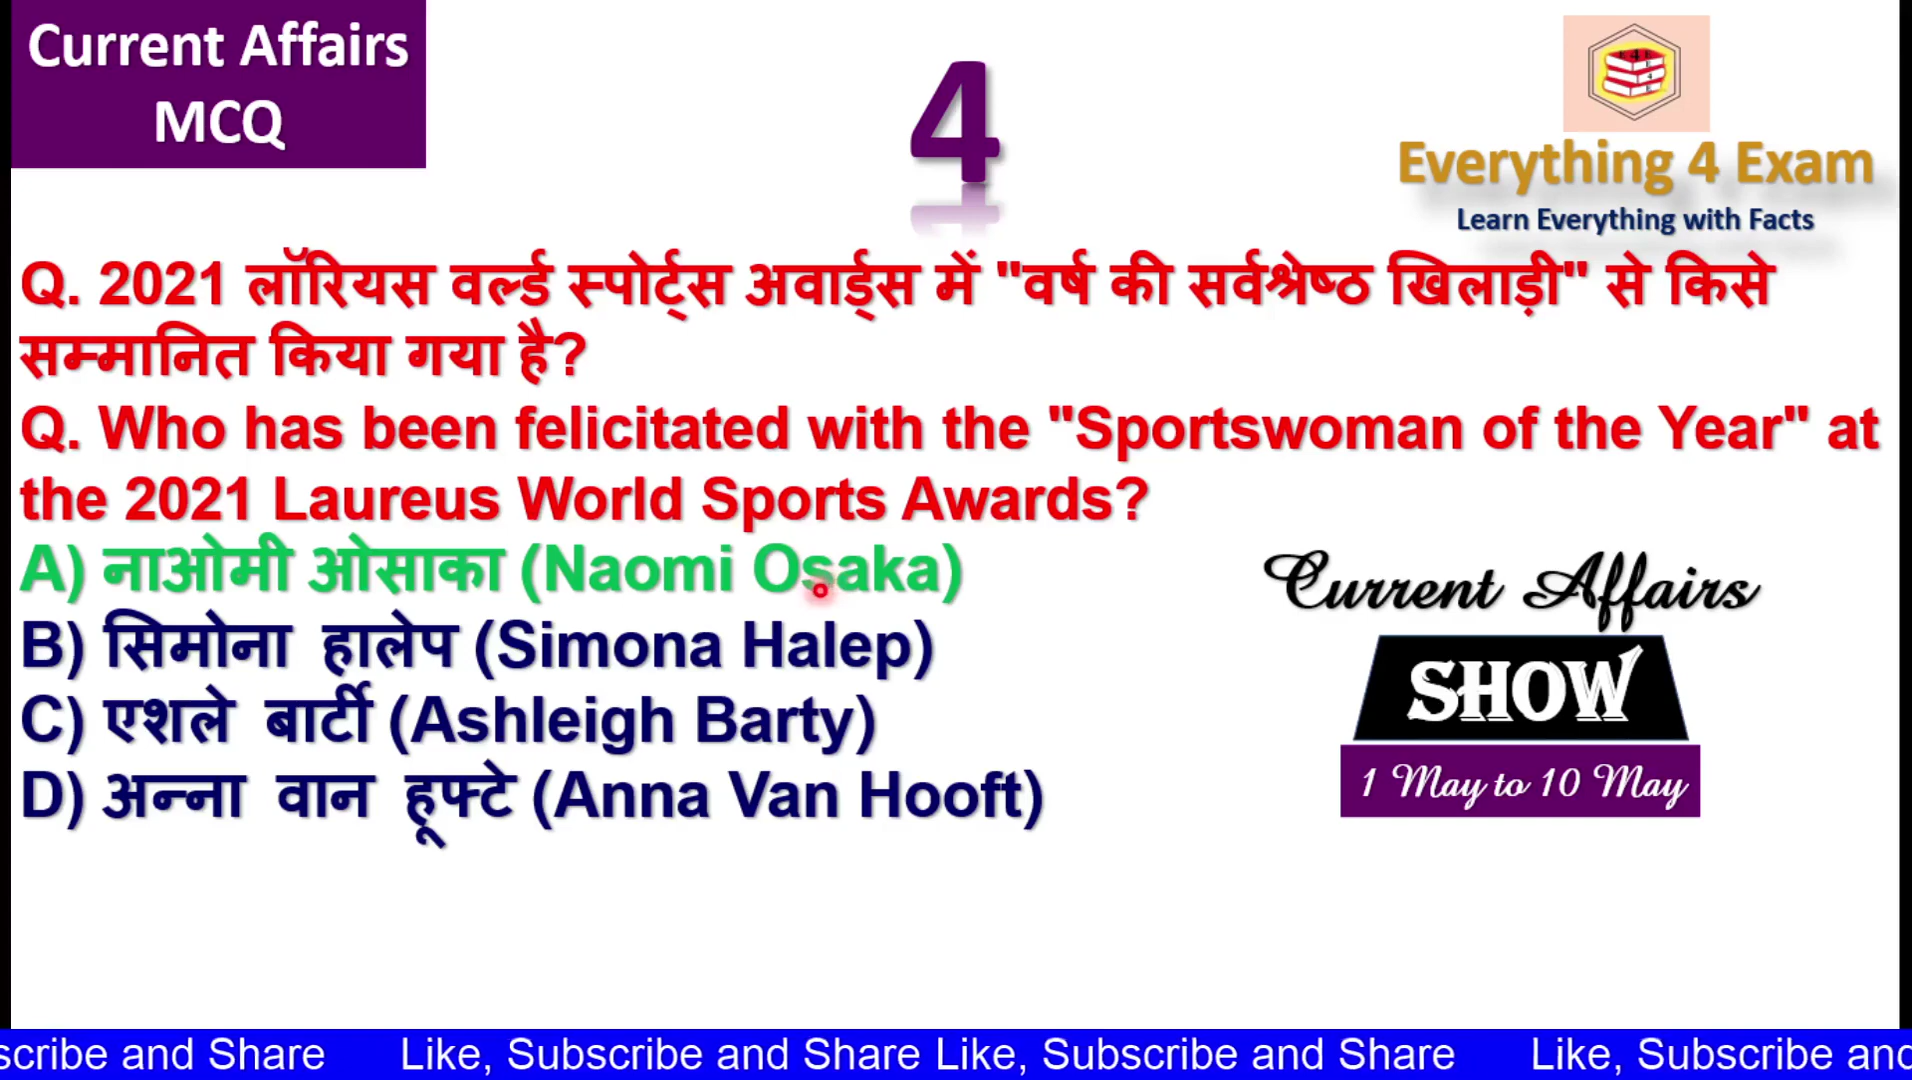 Current Affairs
MCQ
4
Everything 4 Exam
Learn Everything with Facts
Q. 2021 लॉरियस वर्ल्ड स्पोर्ट्स अवार्ड्स में "वर्ष की सर्वश्रेष्ठ खिलाड़ी" से किसे
सम्मानित किया गया है?
Q. Who has been felicitated with the "Sportswoman of the Year" at
the 2021 Laureus World Sports Awards?
A) नाओमी ओसाका (Naomi Osaka)
B) सिमोना हालेप (Simona Halep)
C) एशले बार्टी (Ashleigh Barty)
D) अन्ना वान हूफ्टे (Anna Van Hooft)
Current Affairs
SHOW
1 May to 10 May
scribe and Share Like, Subscribe and Share Like, Subscribe and Share Like, Subscribe and